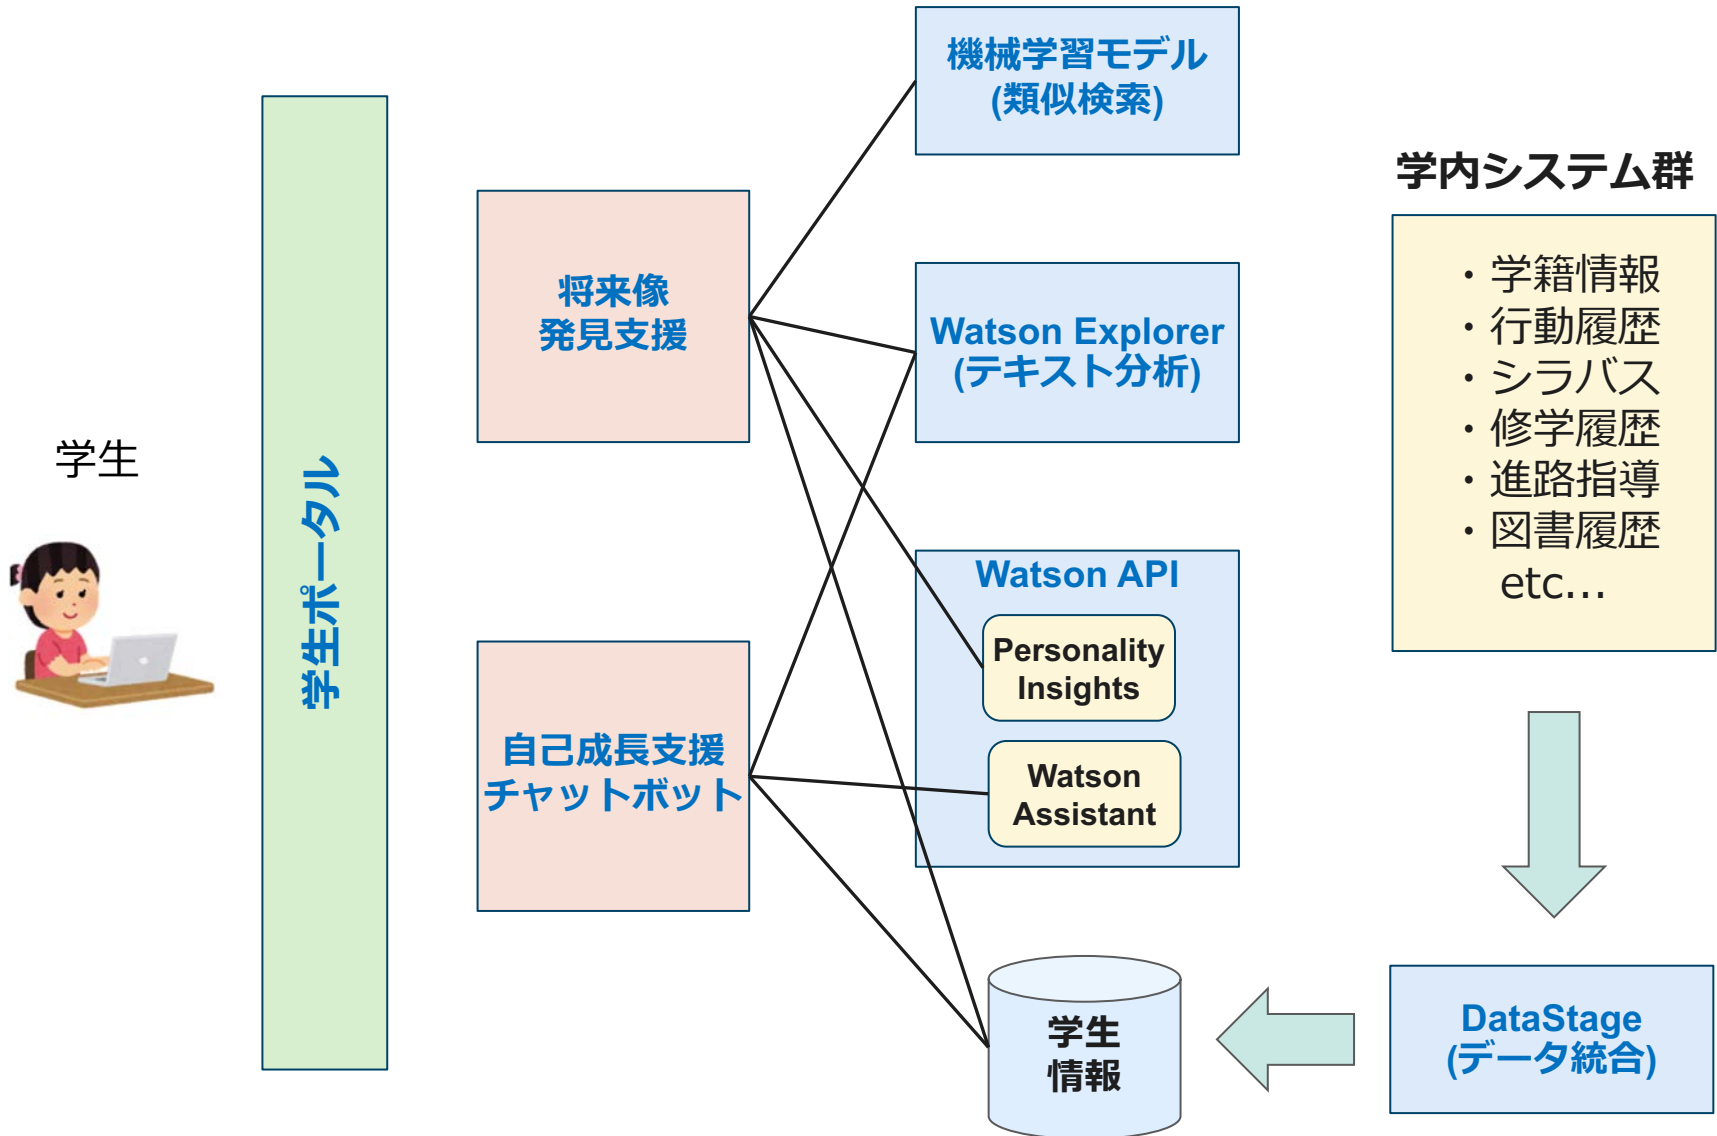 学生
学生ポータル
将来像
発見支援
自己成長支援
チャットボット
機械学習モデル
(類似検索)
Watson Explorer
(テキスト分析)
Watson API
Personality
Insights
Watson
Assistant
学生
情報
学内システム群
・学籍情報
・行動履歴
・シラバス
・修学履歴
・進路指導
・図書履歴
etc…
DataStage
(データ統合)